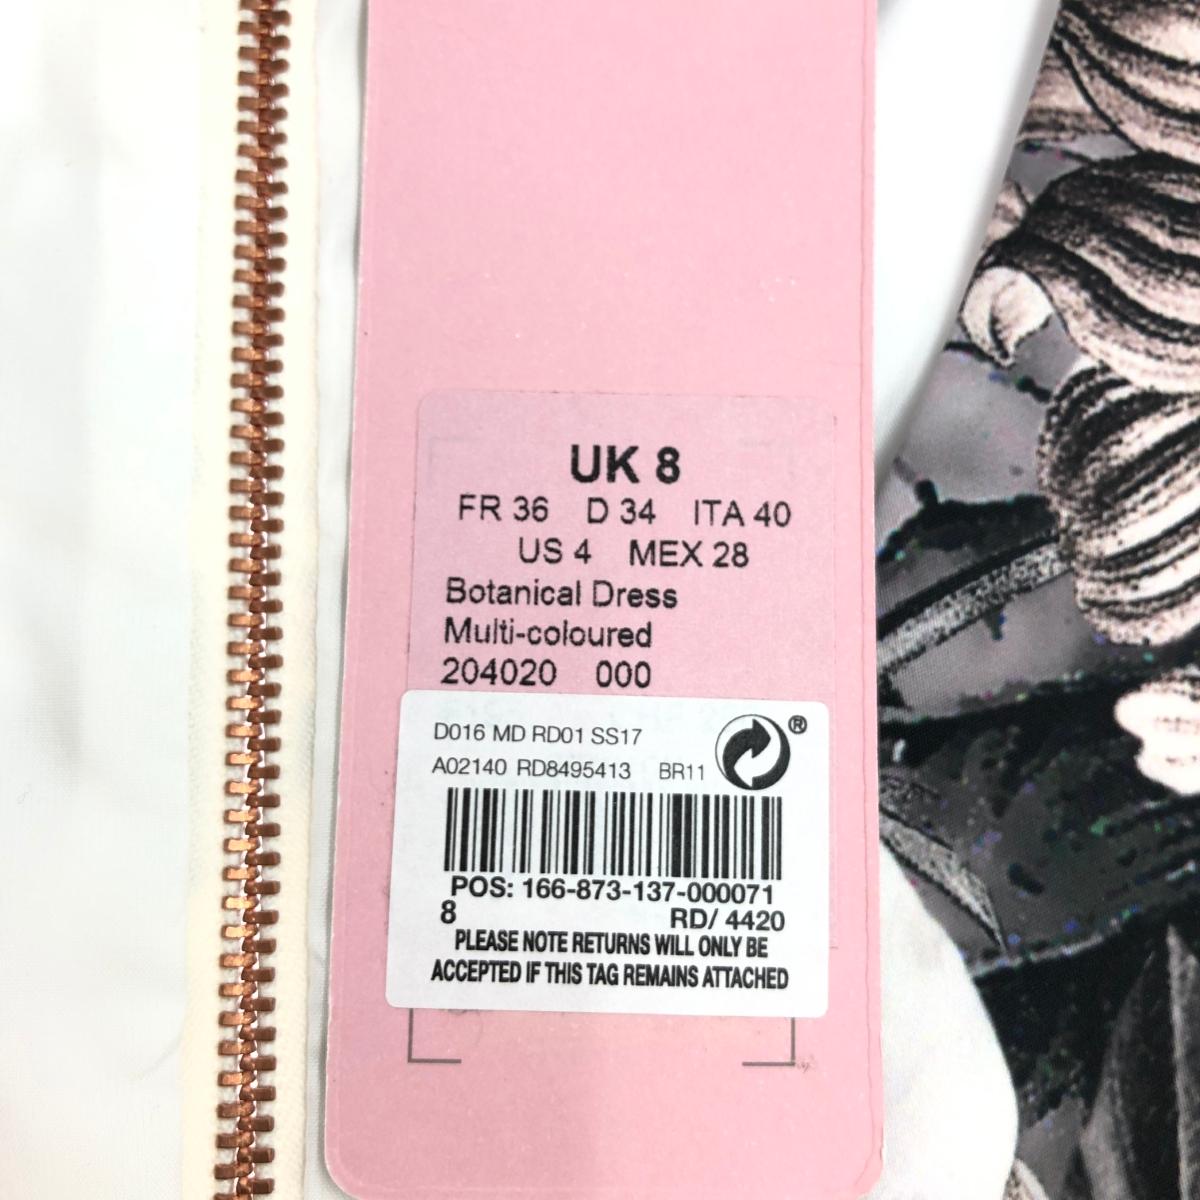 UK 8
FR 36 D 34 ITA 40
US 4 MEX 28
Botanical Dress
Multi-coloured
204020 000
D016 MD RD01 SS17
A02140 RD8495413 BR11
®
POS: 166-873-137-000071
8 RD/ 4420
PLEASE NOTE RETURNS WILL ONLY BE
ACCEPTED IF THIS TAG REMAINS ATTACHED